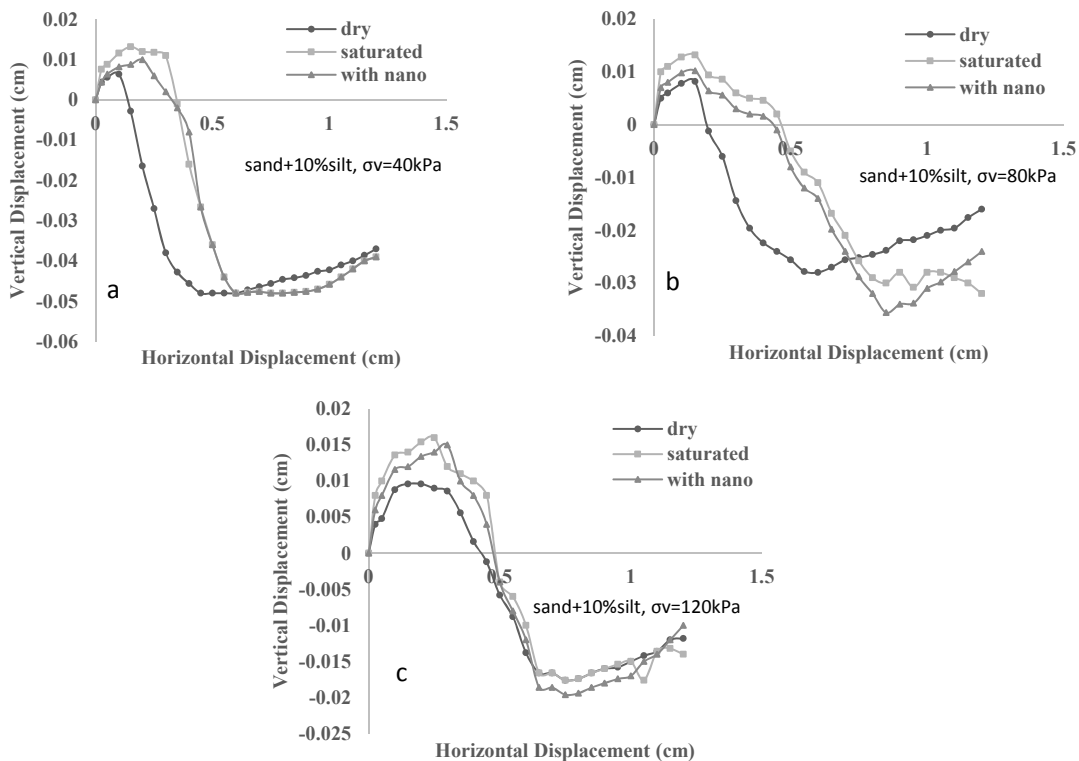 0.02
0.01
0
-0.01
-0.02
-0.03
-0.04
-0.05
-0.06
0
0.5
1
1.5
Vertical Displacement (cm)
Horizontal Displacement (cm)
dry
saturated
with nano
sand+10%silt, σv=40kPa
a
0.02
0.01
0
-0.01
-0.02
-0.03
-0.04
0
0.5
1
1.5
Vertical Displacement (cm)
Horizontal Displacement (cm)
dry
saturated
with nano
sand+10%silt, σv=80kPa
b
0.02
0.015
0.01
0.005
0
-0.005
-0.01
-0.015
-0.02
-0.025
0
0.5
1
1.5
Vertical Displacement (cm)
Horizontal Displacement (cm)
dry
saturated
with nano
sand+10%silt, σv=120kPa
c